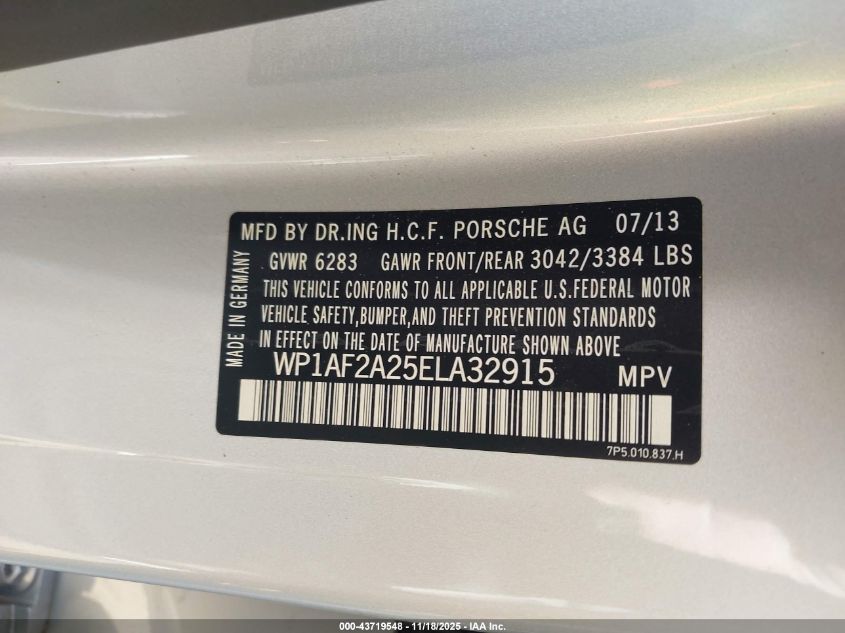 MFD BY DR.ING H.C.F. PORSCHE AG 07/13
GVWR 6283 GAWR FRONT/REAR 3042/3384 LBS
THIS VEHICLE CONFORMS TO ALL APPLICABLE U.S.FEDERAL MOTOR
VEHICLE SAFETY,BUMPER,AND THEFT PREVENTION STANDARDS
IN EFFECT ON THE DATE OF MANUFACTURE SHOWN ABOVE
WP1AF2A25ELA32915 MPV
7P5.010.837.H
MADE IN GERMANY
000-43719548 - 11/18/2025 - IAA Inc.